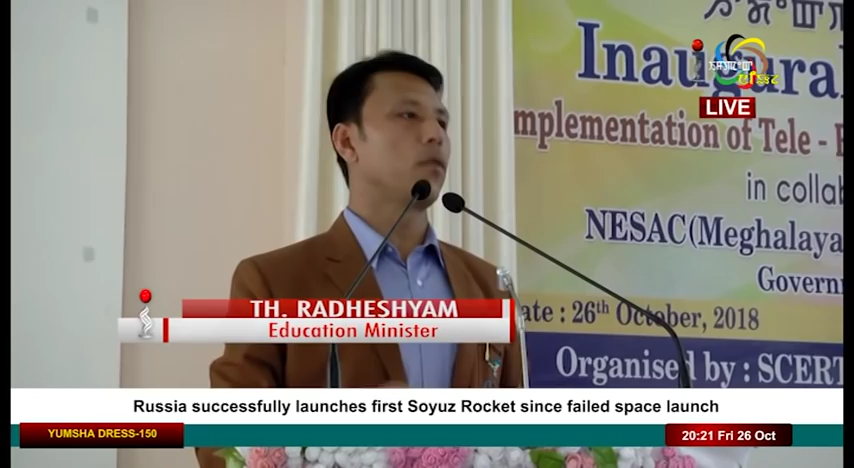 Inaugural
LIVE
mplementation of Tele -
in collab
NESAC(Meghalaya
Governm
TH. RADHESHYAM
Education Minister
ate : 26th October, 2018
Organised by : SCERT
Russia successfully launches first Soyuz Rocket since failed space launch
YUMSHA DRESS-150
20:21 Fri 26 Oct